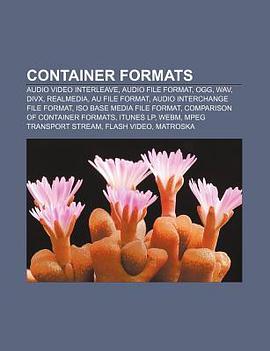 CONTAINER FORMATS
AUDIO VIDEO INTERLEAVE, AUDIO FILE FORMAT, OGG, WAV,
DIVX, REALMEDIA, AU FILE FORMAT, AUDIO INTERCHANGE
FILE FORMAT, ISO BASE MEDIA FILE FORMAT, COMPARISON
OF CONTAINER FORMATS, ITUNES LP, WEBM, MPEG
TRANSPORT STREAM, FLASH VIDEO, MATROSKA